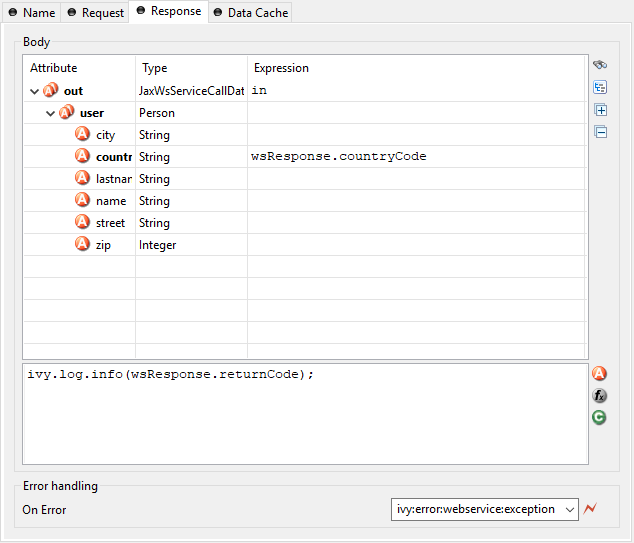 Name Request Response Data Cache
Body
Attribute Type Expression
out JaxWsServiceCallDat in
user Person
city String
countr String wsResponse.countryCode
lastnar String
name String
street String
zip Integer
ivy.log.info(wsResponse.returnCode);
Error handling
On Error ivy:error:webservice:exception